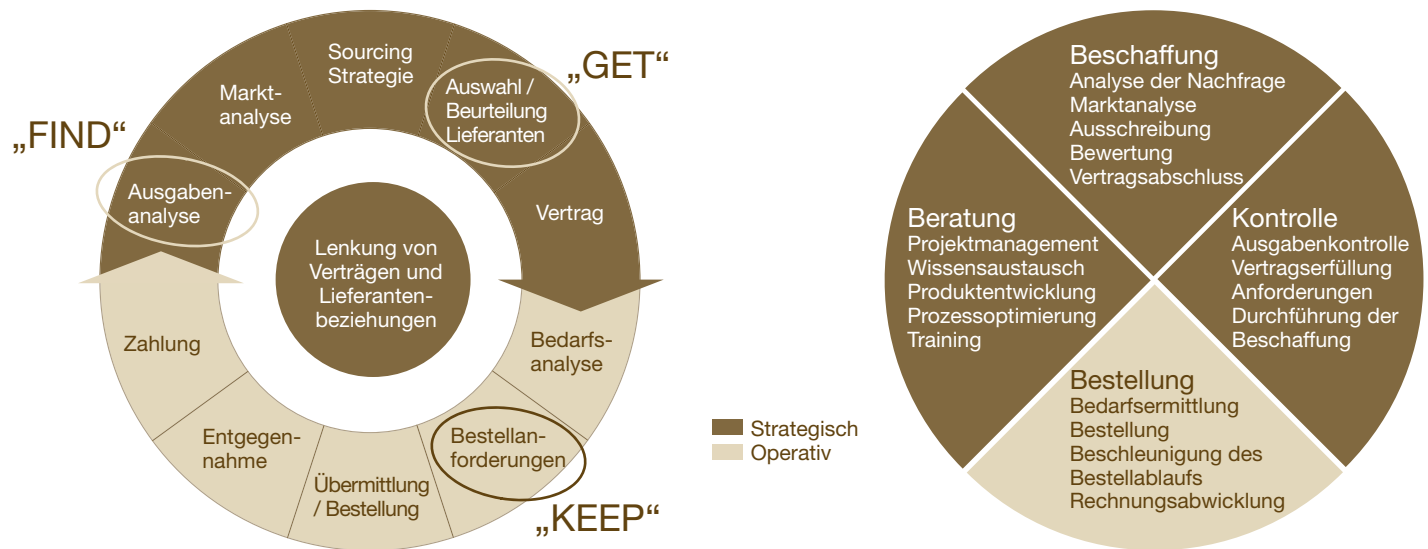 „FIND“
„GET“
„KEEP“
Ausgaben-
analyse
Markt-
analyse
Sourcing
Strategie
Auswahl /
Beurteilung
Lieferanten
Vertrag
Bedarfs-
analyse
Bestellan-
forderungen
Übermittlung
/ Bestellung
Entgegen-
nahme
Zahlung
Lenkung von
Verträgen und
Lieferanten-
beziehungen
Strategisch
Operativ
Beschaffung
Analyse der Nachfrage
Marktanalyse
Ausschreibung
Bewertung
Vertragsabschluss
Beratung
Projektmanagement
Wissensaustausch
Produktentwicklung
Prozessoptimierung
Training
Kontrolle
Ausgabenkontrolle
Vertragserfüllung
Anforderungen
Durchführung der
Beschaffung
Bestellung
Bedarfsermittlung
Bestellung
Beschleunigung des
Bestellablaufs
Rechnungsabwicklung